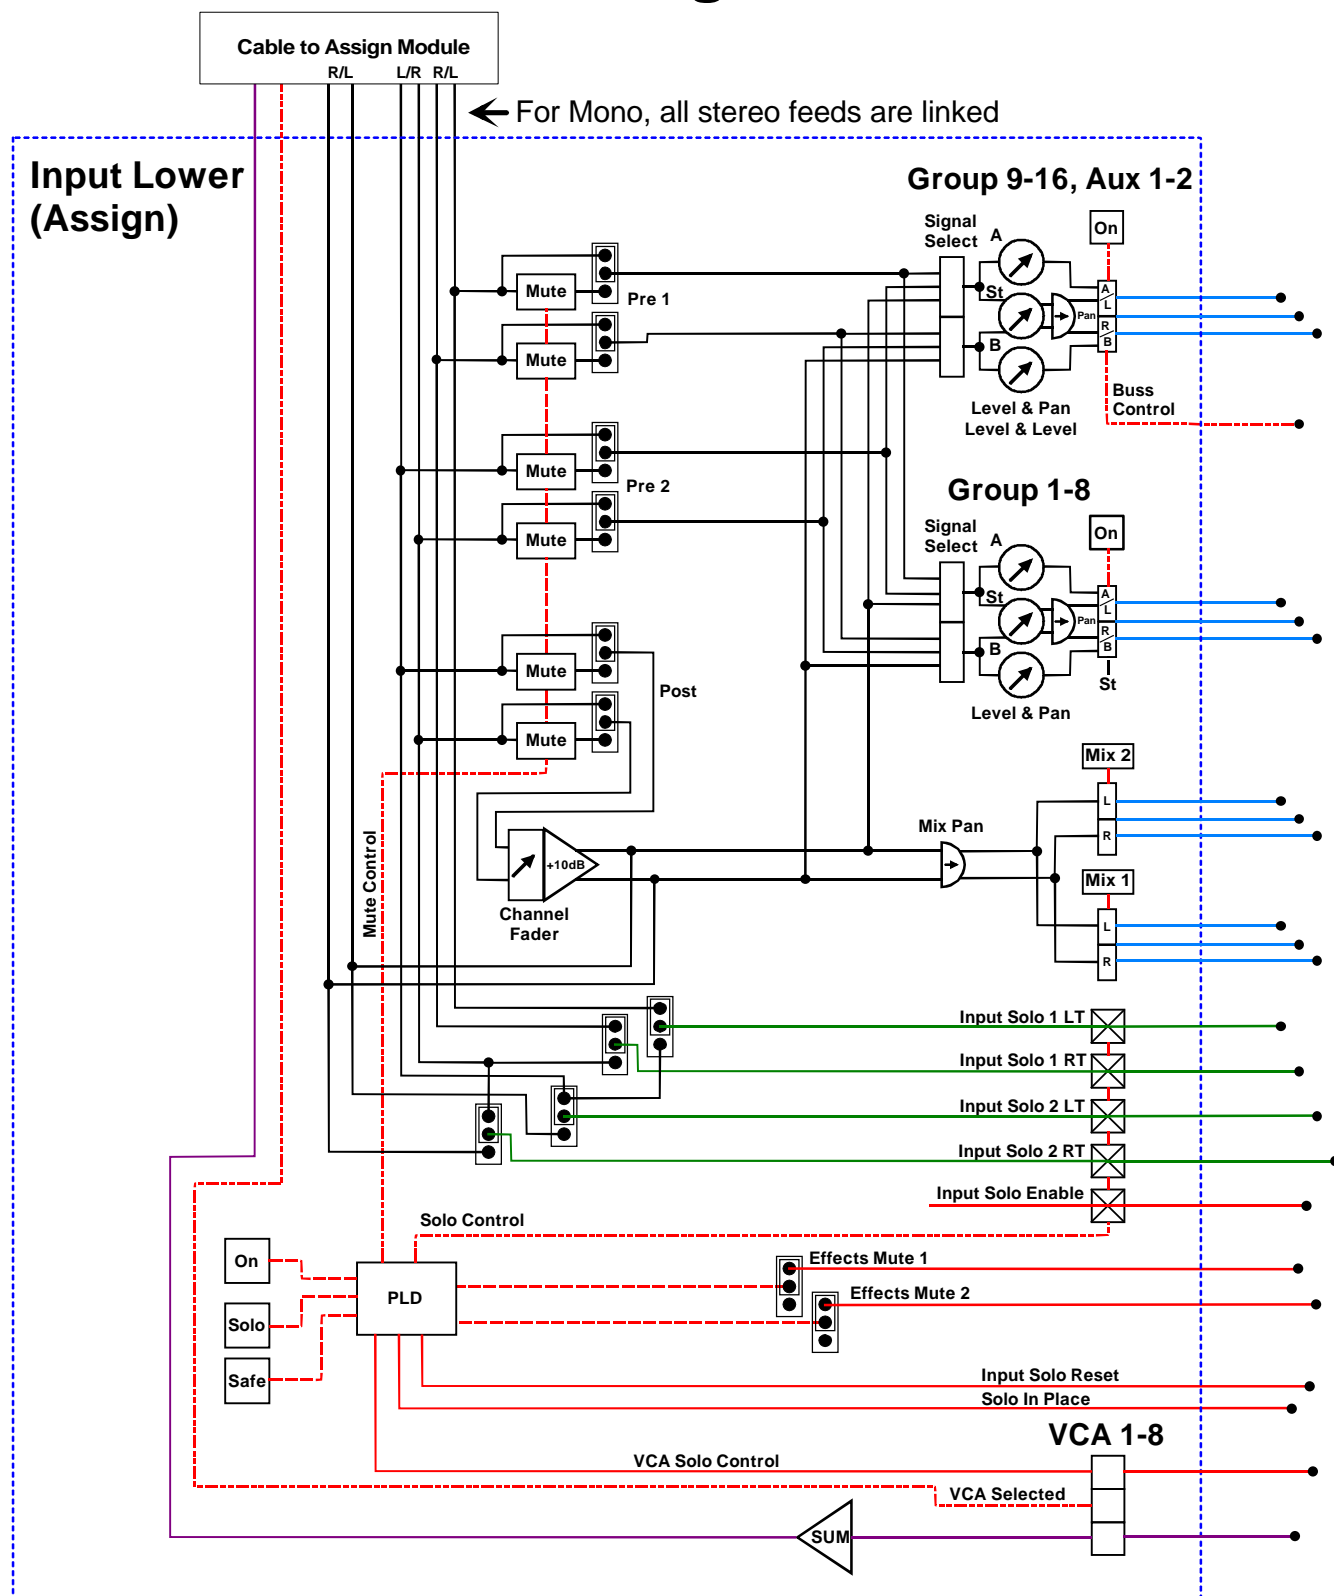 Cable to Assign Module
R/L L/R R/L
For Mono, all stereo feeds are linked
Input Lower
(Assign)
Group 9-16, Aux 1-2
Signal
Select
A
On
St
Pan
B
A
L
R
B
Level & Pan
Level & Level
Buss
Control
Mute
Pre 1
Mute
Mute
Pre 2
Mute
Group 1-8
Signal
Select
A
On
St
Pan
B
A
L
R
B
St
Level & Pan
Mute
Post
Mute
Mute Control
+10dB
Channel
Fader
Mix Pan
Mix 2
L
R
Mix 1
L
R
Input Solo 1 LT
Input Solo 1 RT
Input Solo 2 LT
Input Solo 2 RT
Input Solo Enable
Solo Control
On
Solo
Safe
PLD
Effects Mute 1
Effects Mute 2
Input Solo Reset
Solo In Place
VCA 1-8
VCA Solo Control
VCA Selected
SUM